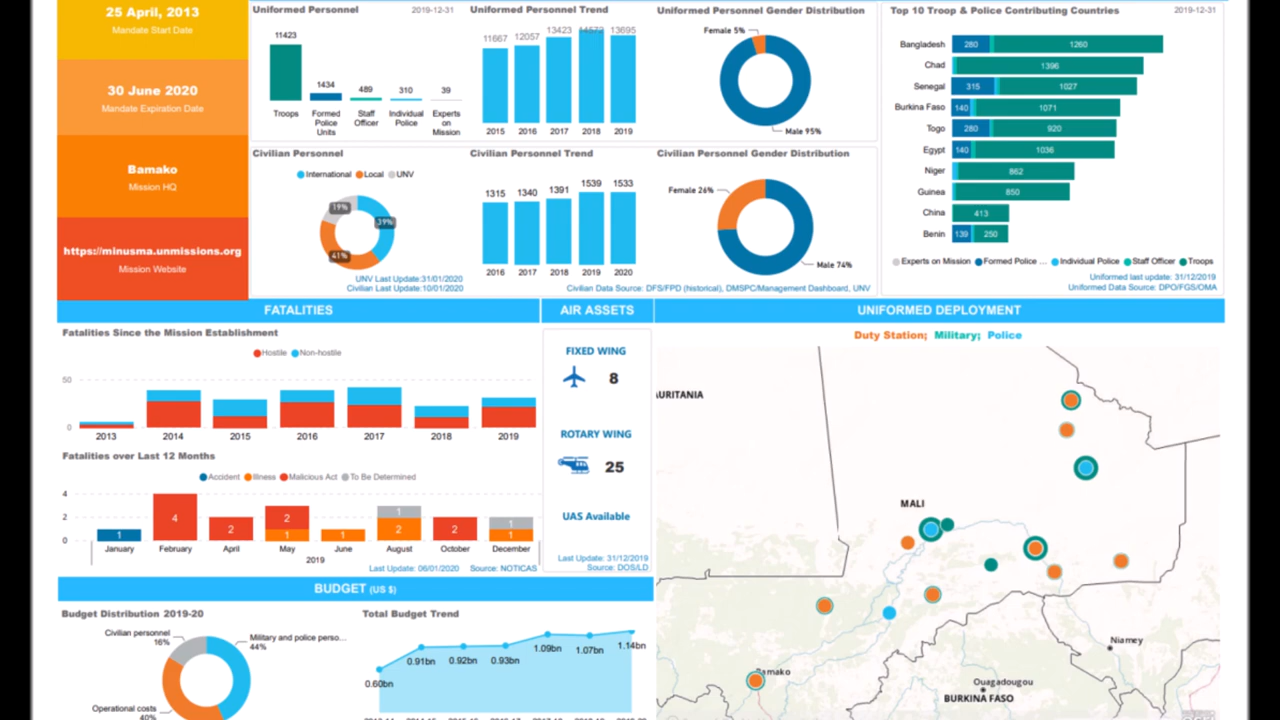 25 April, 2013
Mandate Start Date
30 June 2020
Mandate Expiration Date
Bamako
Mission HQ
https://minusma.unmissions.org
Mission Website
Uniformed Personnel
2019-12-31
11423
1434
489
310
39
Troops
Formed Police Units
Staff Officer
Individual Police
Experts on Mission
Uniformed Personnel Trend
11667
12057
13423
14572
13695
2015
2016
2017
2018
2019
Uniformed Personnel Gender Distribution
Female 5%
Male 95%
Top 10 Troop & Police Contributing Countries
2019-12-31
Bangladesh
280
1260
Chad
1396
Senegal
315
1027
Burkina Faso
140
1071
Togo
280
920
Egypt
140
1036
Niger
862
Guinea
850
China
413
Benin
139
250
Experts on Mission
Formed Police ...
Individual Police
Staff Officer
Troops
Uniformed last update: 31/12/2019
Uniformed Data Source: DPO/FGS/OMA
Civilian Personnel
International
Local
UNV
19%
39%
41%
UNV Last Update:31/01/2020
Civilian Last Update:10/01/2020
Civilian Personnel Trend
1315
1340
1391
1539
1533
2016
2017
2018
2019
2020
Civilian Personnel Gender Distribution
Female 26%
Male 74%
Civilian Data Source: DFS/FPD (historical), DMSPC/Management Dashboard, UNV
FATALITIES
Fatalities Since the Mission Establishment
Hostile
Non-hostile
50
0
2013
2014
2015
2016
2017
2018
2019
Fatalities over Last 12 Months
Accident
Illness
Malicious Act
To Be Determined
4
2
0
1
4
2
2
1
1
1
2
2
1
1
January
February
April
May
June
August
October
December
2019
Last Update: 06/01/2020
Source: NOTICAS
AIR ASSETS
FIXED WING
8
ROTARY WING
25
UAS Available
Last Update: 31/12/2019
Source: DOS/LD
UNIFORMED DEPLOYMENT
Duty Station; Military; Police
URITANIA
MALI
Bamako
Niamey
Ouagadougou
BURKINA FASO
BUDGET (US $)
Budget Distribution 2019-20
Civilian personnel
16%
Military and police perso...
44%
Operational costs
40%
Total Budget Trend
0.60bn
0.91bn
0.92bn
0.93bn
1.09bn
1.07bn
1.14bn